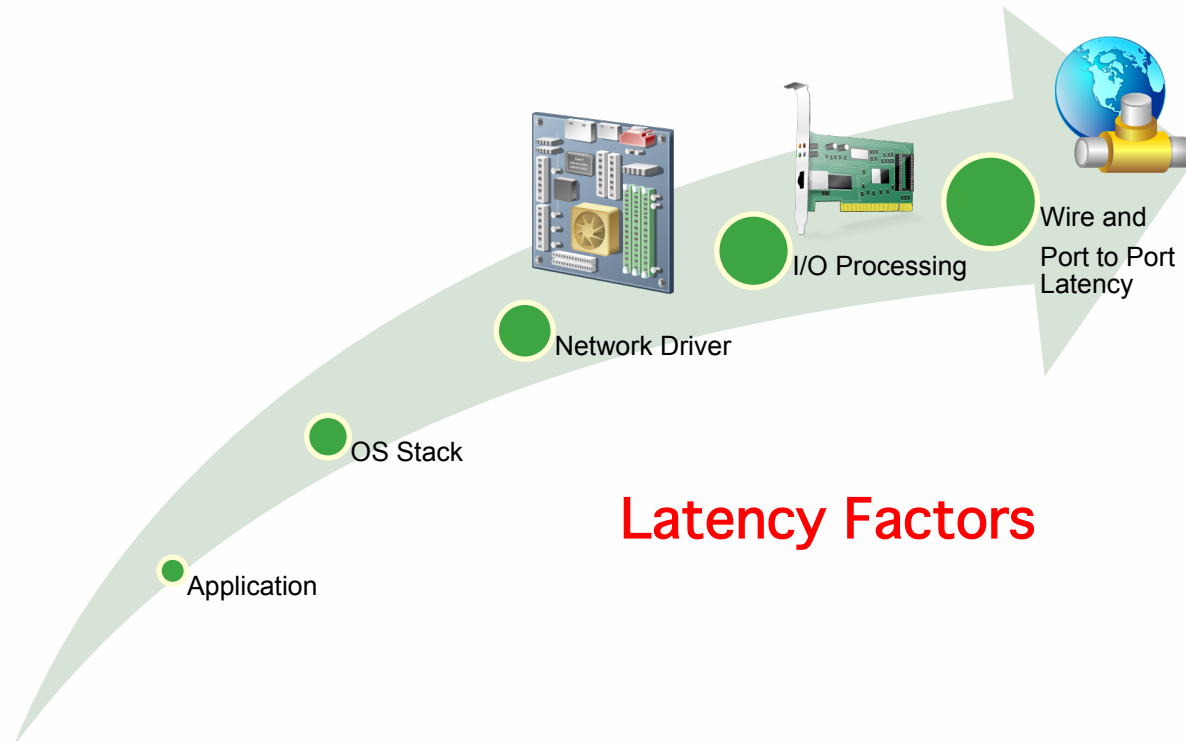 Wire and
Port to Port
Latency
I/O Processing
Network Driver
OS Stack
Latency Factors
Application